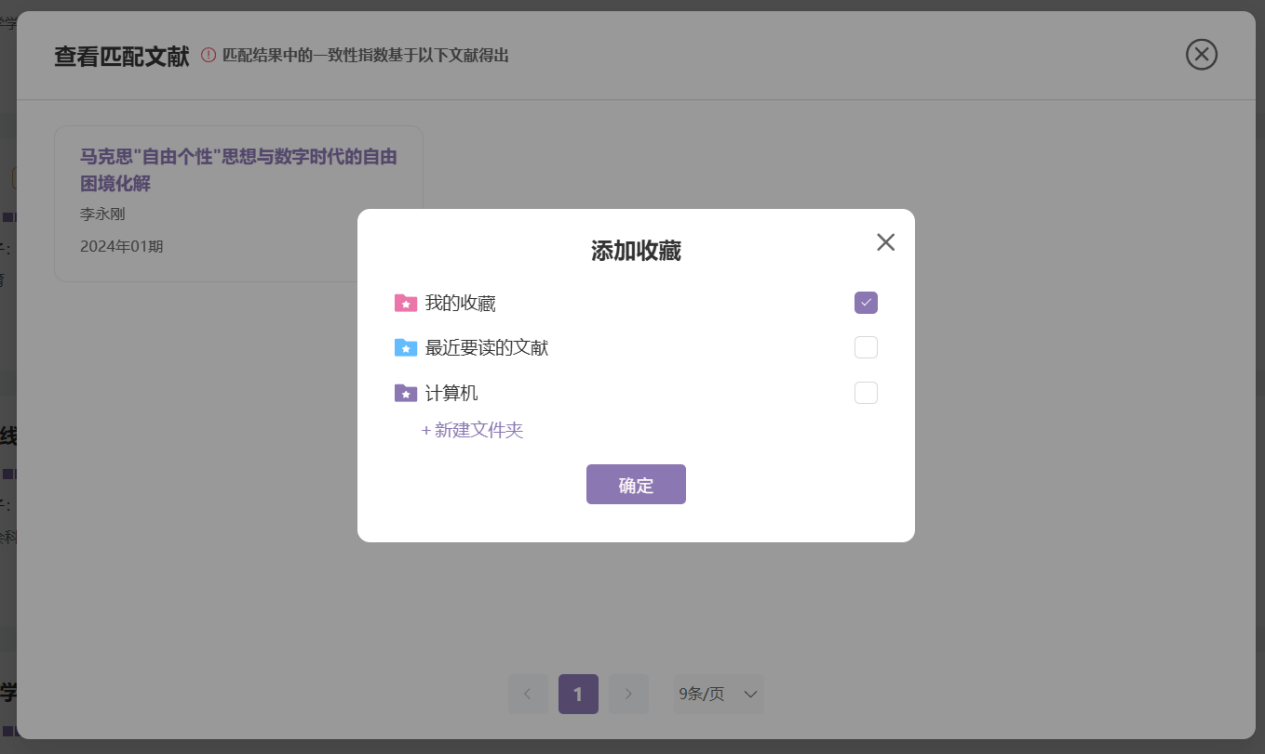 查看匹配文献
匹配结果中的一致性指数基于以下文献得出
马克思"自由个性"思想与数字时代的自由
困境化解
李永刚
2024年01期
添加收藏
我的收藏
最近要读的文献
计算机
+ 新建文件夹
确定
线
学
1
9条/页